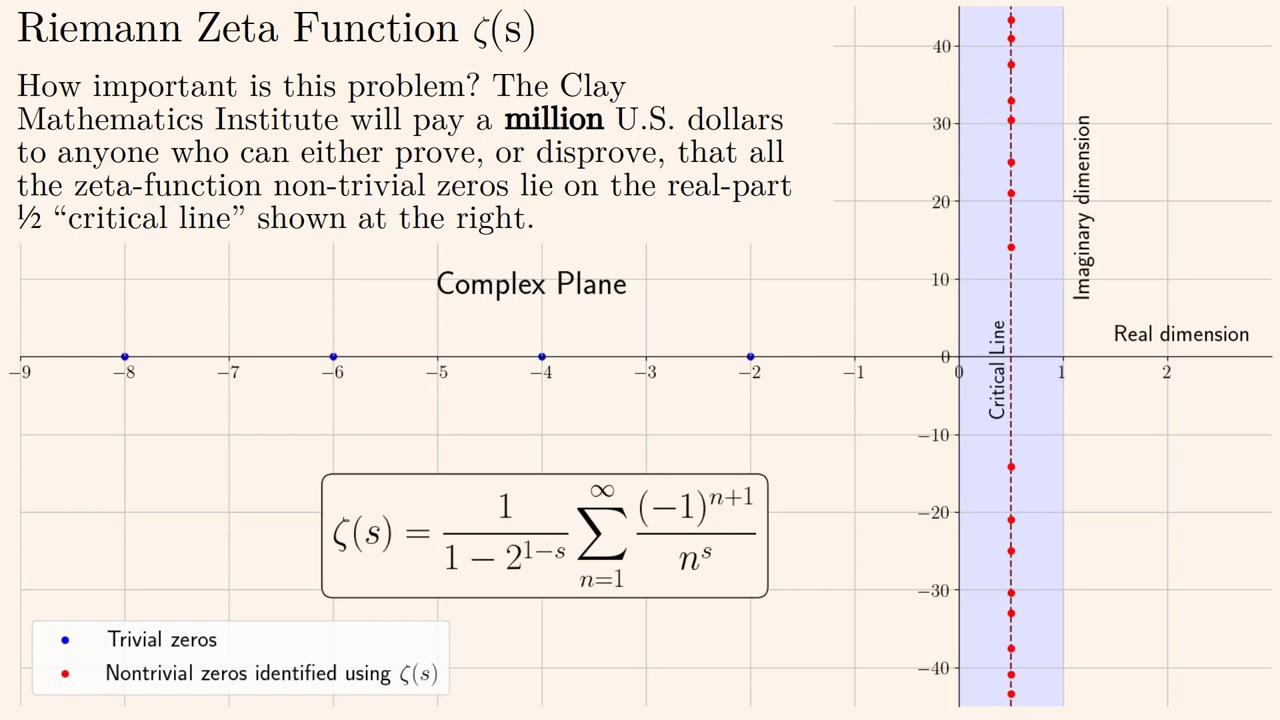 Riemann Zeta Function ζ(s)
How important is this problem? The Clay
Mathematics Institute will pay a million U.S. dollars
to anyone who can either prove, or disprove, that all
the zeta-function non-trivial zeros lie on the real-part
½ “critical line” shown at the right.
Complex Plane
40
30
20
10
0
−10
−20
−30
−40
Imaginary dimension
Real dimension
Critical Line
−9 −8 −7 −6 −5 −4 −3 −2 −1 0 1 2
ζ(s) = 1 / (1 − 2^{1−s}) ∑_{n=1}^{∞} (−1)^{n+1} / n^s
Trivial zeros
Nontrivial zeros identified using ζ(s)